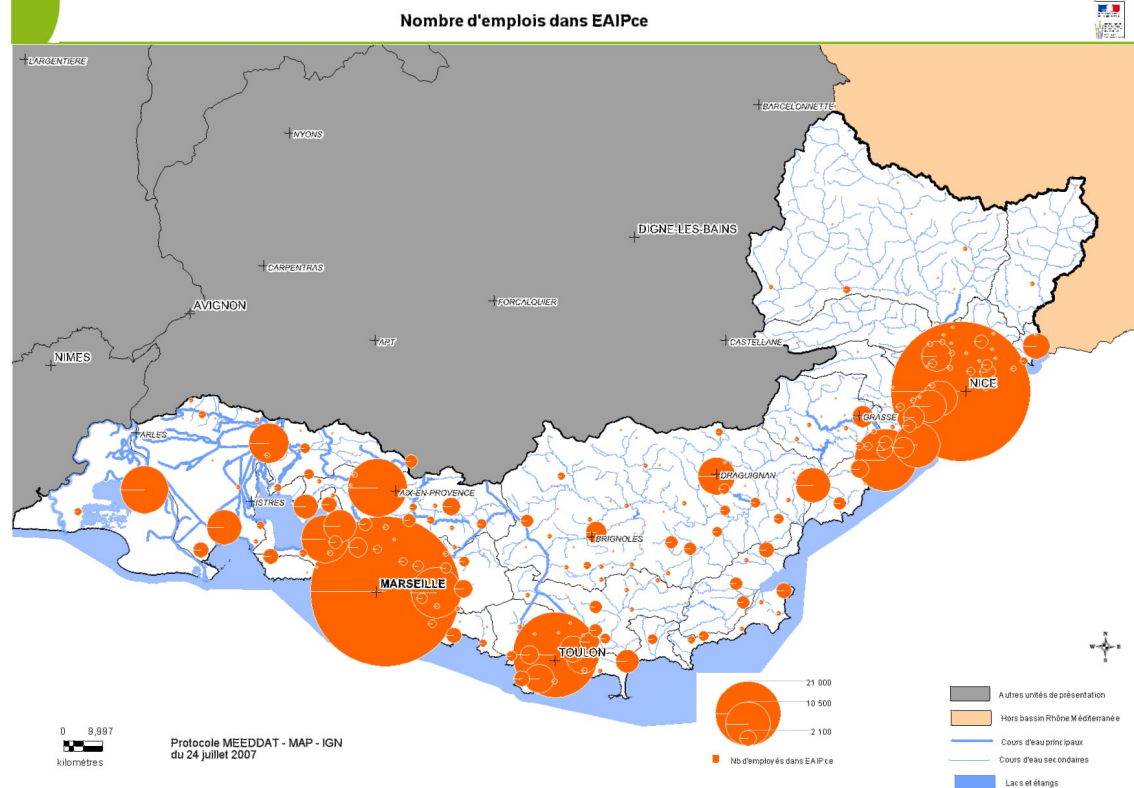 Nombre d'emplois dans EAIPce
LARGENTIERE
BARCELONNETTE
NYONS
DIGNE-LES-BAINS
CARPENTRAS
FORCALQUIER
AVIGNON
APT
CASTELLANE
NIMES
NICE
GRASSE
ARLES
DRAGUIGNAN
AIX-EN-PROVENCE
ISTRES
BRIGNOLES
MARSEILLE
TOULON
N
W E
S
21 000
10 500
2 100
Nb d'employés dans EAIPce
Autres unités de présentation
Hors bassin Rhône Méditerranée
Cours d'eau principaux
Cours d'eau secondaires
Lacs et étangs
0 9,997
kilomètres
Protocole MEEDDAT - MAP - IGN
du 24 juillet 2007